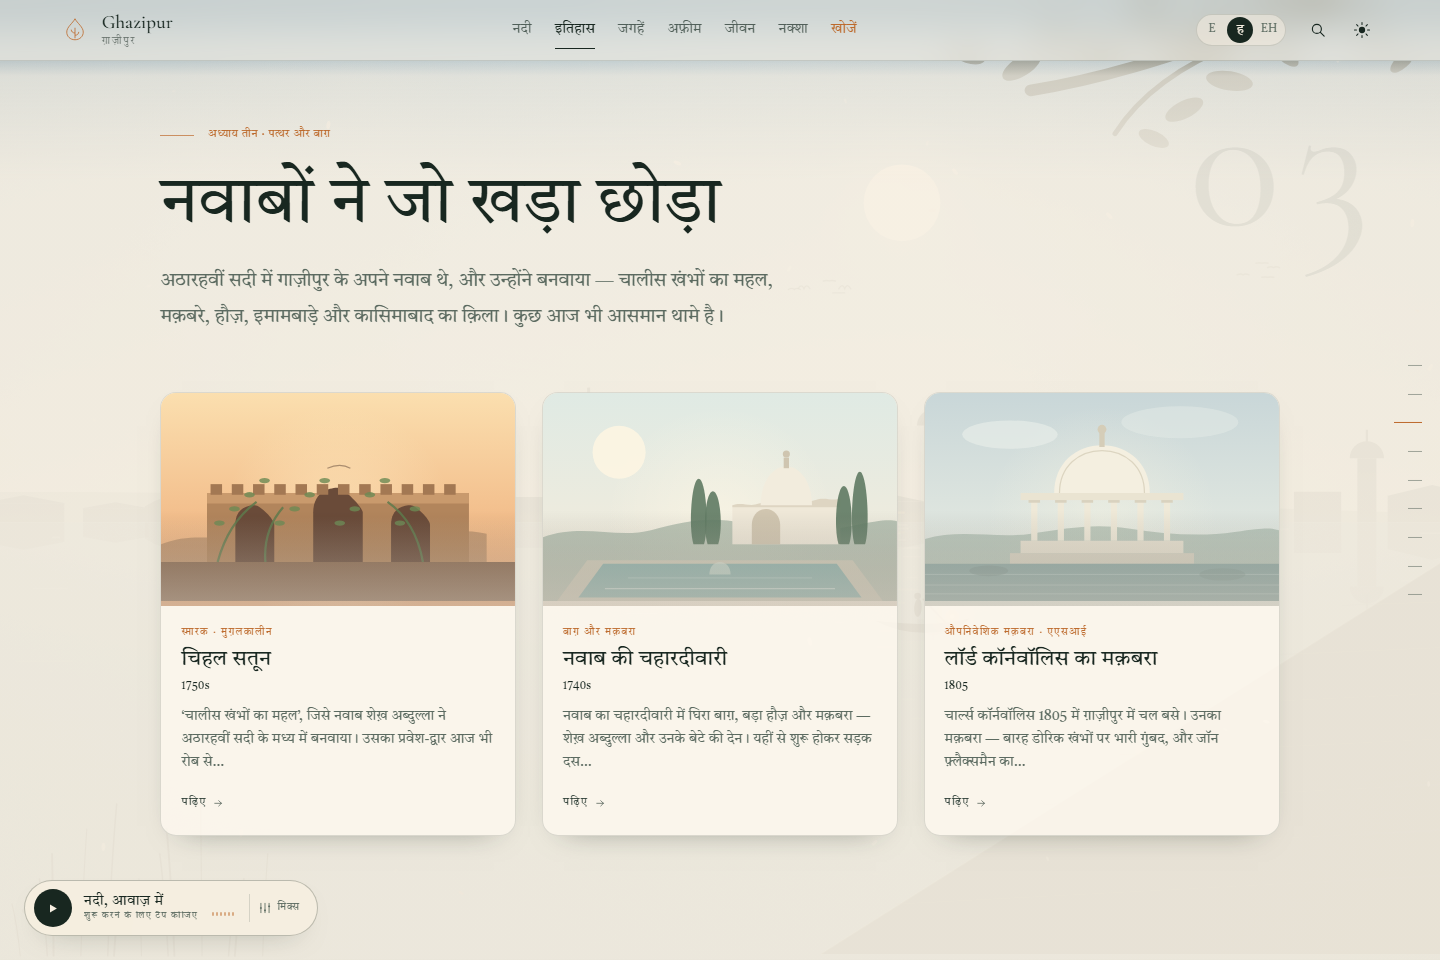 Ghazipur
ग़ाज़ीपुर
नदी
इतिहास
जगहें
अफ़ीम
जीवन
नक्शा
खोजें
E
ह
EH
अध्याय तीन · पत्थर और बाग़
03
नवाबों ने जो खड़ा छोड़ा
अठारहवीं सदी में गाज़ीपुर के अपने नवाब थे, और उन्होंने बनवाया — चालीस खंभों का महल,
मक़बरे, हौज़, इमामबाड़े और कासिमाबाद का क़िला। कुछ आज भी आसमान थामे है।
स्मारक · मुग़लकालीन
चिहल सतून
1750s
‘चालीस खंभों का महल’, जिसे नवाब शेख़ अब्दुल्ला ने
अठारहवीं सदी के मध्य में बनवाया। उसका प्रवेश-द्वार आज भी
रोब से…
पढ़िए →
बाग़ और मक़बरा
नवाब की चहारदीवारी
1740s
नवाब का चहारदीवारी में घिरा बाग़, बड़ा हौज़ और मक़बरा —
शेख़ अब्दुल्ला और उनके बेटे की देन। यहीं से शुरू होकर सड़क
दस…
पढ़िए →
औपनिवेशिक मक़बरा · एएसआई
लॉर्ड कॉर्नवॉलिस का मक़बरा
1805
चार्ल्स कॉर्नवॉलिस 1805 में ग़ाज़ीपुर में चल बसे। उनका
मक़बरा — बारह डोरिक खंभों पर भारी गुंबद, और जॉन
फ़्लैक्समैन का…
पढ़िए →
नदी, आवाज़ में
शुरू करने के लिए टैप कीजिए
मिक्स